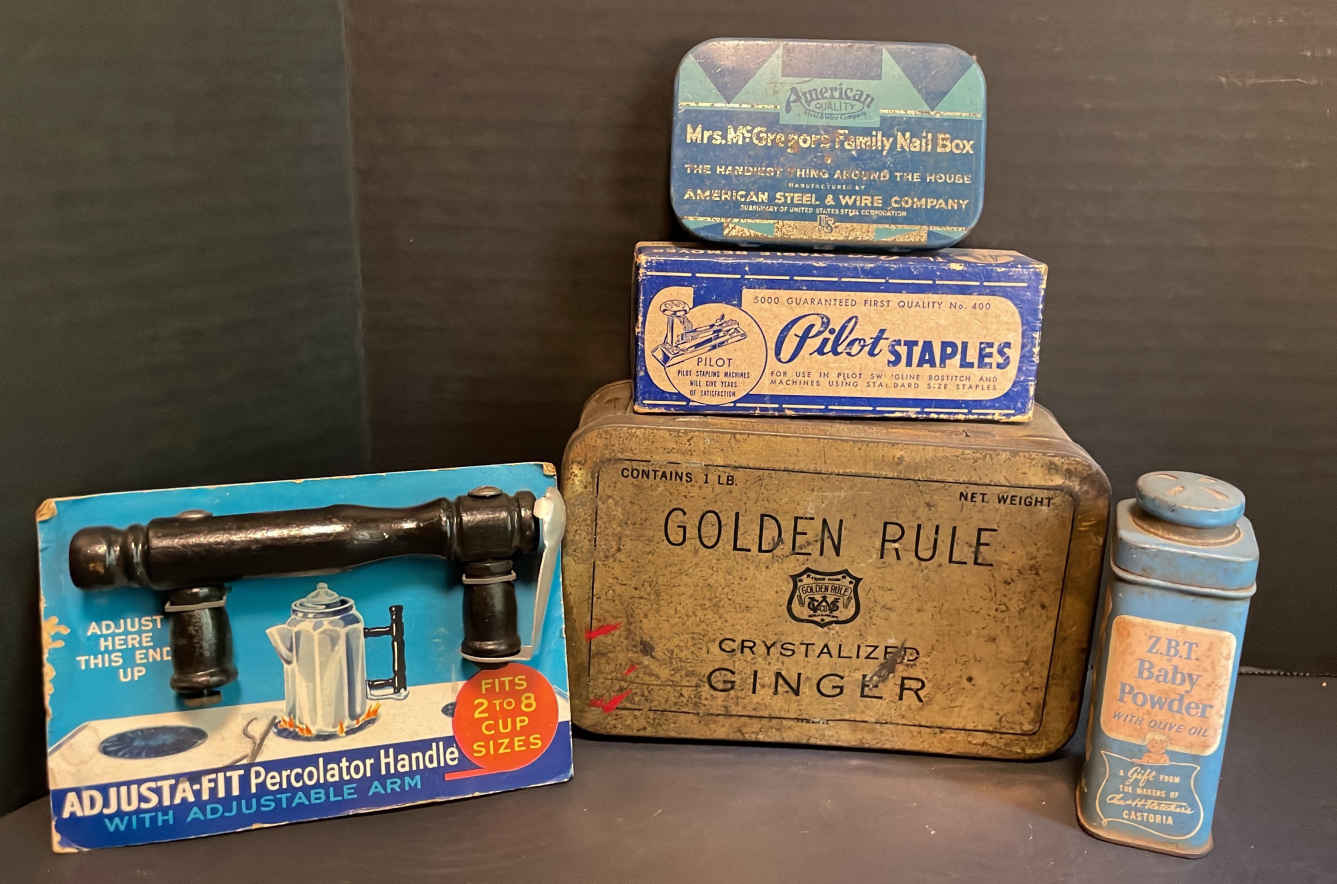 American
QUALITY
Mrs. McGregor's Family Nail Box
THE HANDIEST THING AROUND THE HOUSE
MANUFACTURED BY
AMERICAN STEEL & WIRE COMPANY
SUBSIDIARY OF UNITED STATES STEEL CORPORATION
5000 GUARANTEED FIRST QUALITY No. 400
Pilot STAPLES
FOR USE IN PILOT SWINGLINE BOSTITCH AND
MACHINES USING STANDARD SIZE STAPLES
PILOT
PILOT STAPLING MACHINES
WILL GIVE YEARS
OF SATISFACTION
CONTAINS. 1 LB.
NET. WEIGHT
GOLDEN RULE
GOLDEN RULE
CRYSTALIZED
GINGER
ADJUST
HERE
THIS END
UP
FITS
2 TO 8
CUP
SIZES
ADJUSTA-FIT Percolator Handle
WITH ADJUSTABLE ARM
Z.B.T.
Baby
Powder
WITH OLIVE OIL
A Gift FROM
THE MAKERS OF
Chas. H. Fletcher's
CASTORIA